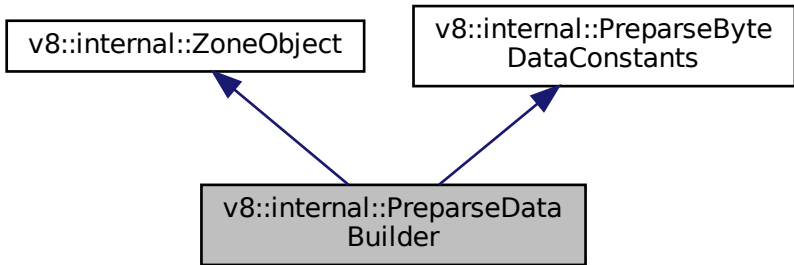 v8::internal::ZoneObject
v8::internal::PreparseByte
DataConstants
v8::internal::PreparseData
Builder